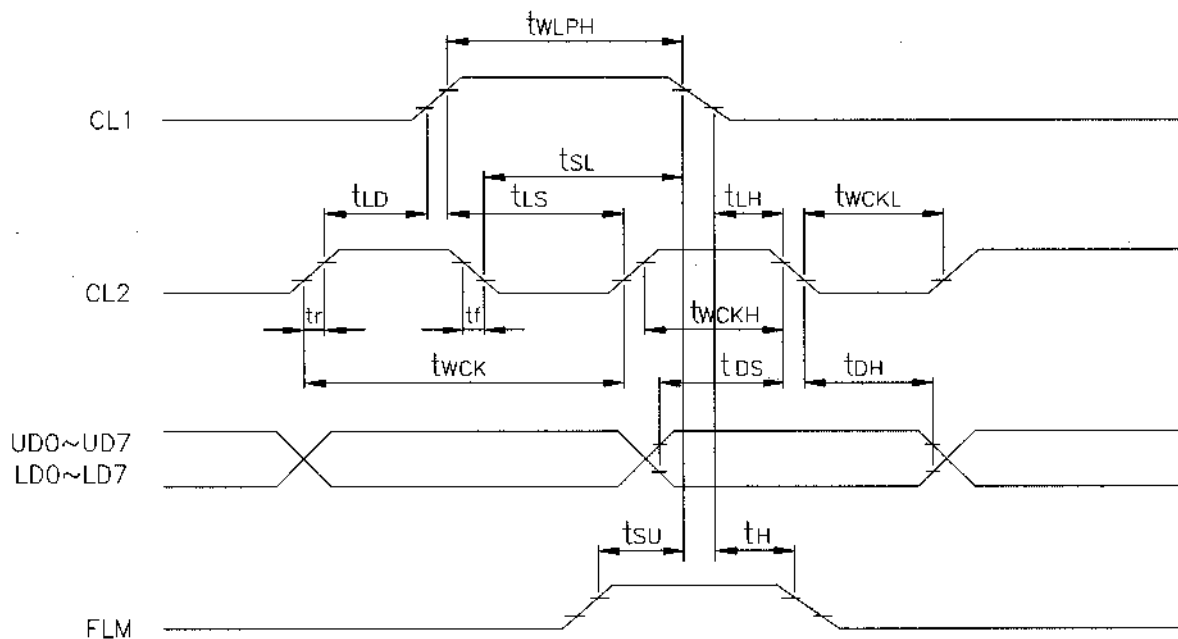 tWLPH
CL1
tSL
tLD
tLS
tLH
tWCKL
CL2
tr
tf
tWCKH
tWCK
tDS
tDH
UD0~UD7
LD0~LD7
tSU
tH
FLM